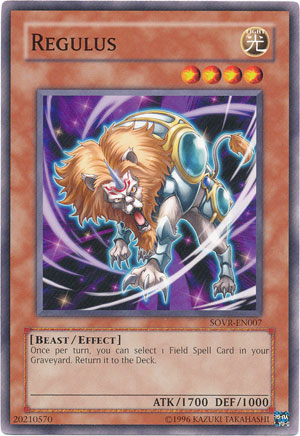 REGULUS
LIGHT
光
SOVR-EN007
[BEAST/EFFECT]
Once per turn, you can select 1 Field Spell Card in your
Graveyard. Return it to the Deck.
ATK/1700 DEF/1000
20210570
©1996 KAZUKI TAKAHASHI